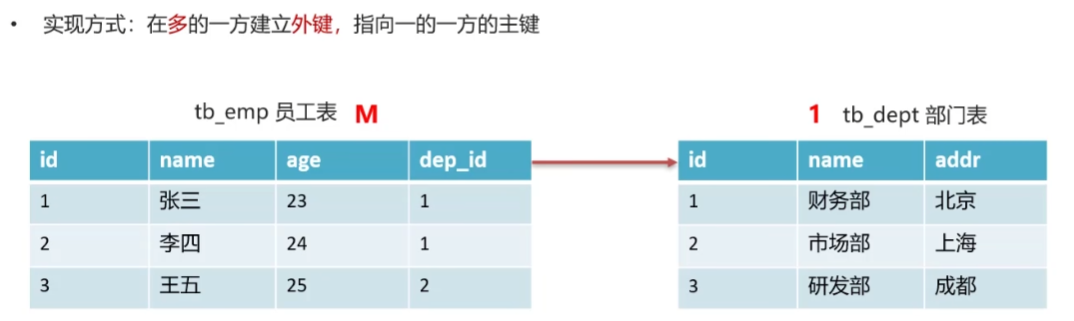 • 实现方式：在多的一方建立外键，指向一的一方的主键
tb_emp 员工表 M
1 tb_dept 部门表
id name age dep_id
id name addr
1 张三 23 1
1 财务部 北京
2 李四 24 1
2 市场部 上海
3 王五 25 2
3 研发部 成都